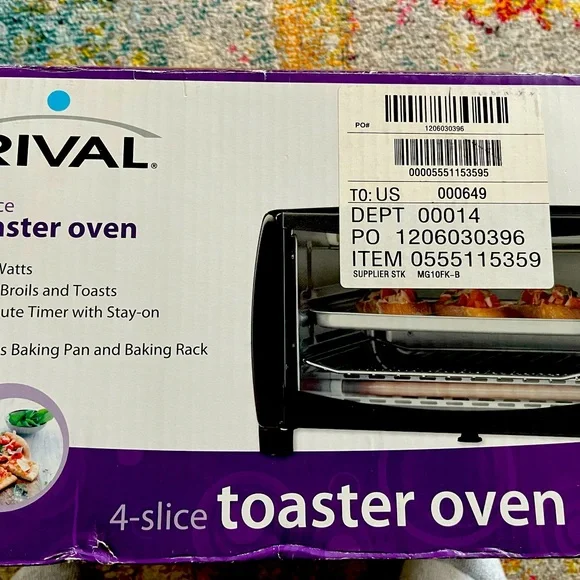 RIVAL®
aster oven
Watts
Broils and Toasts
ute Timer with Stay-on
s Baking Pan and Baking Rack
PO#
1206030396
00005551153595
TO: US 000649
DEPT 00014
PO 1206030396
ITEM 0555115359
SUPPLIER STK MG10FK-B
4-slice toaster oven